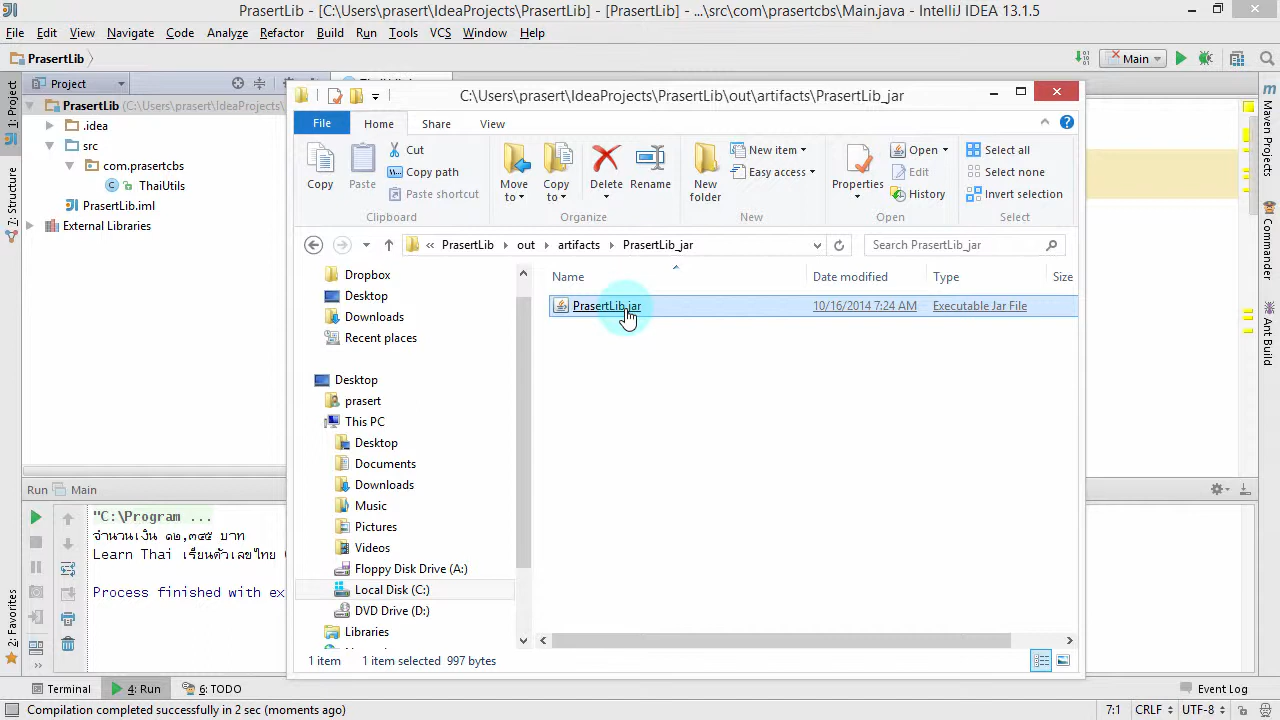 PrasertLib - [C:\Users\prasert\IdeaProjects\PrasertLib] - [PrasertLib] - ...\src\com\prasertcbs\Main.java - IntelliJ IDEA 13.1.5
File Edit View Navigate Code Analyze Refactor Build Run Tools VCS Window Help
PrasertLib
Main
1: Project
Project
PrasertLib (C:\Users\prasert\IdeaProjects\
.idea
src
com.prasertcbs
ThaiUtils
PrasertLib.iml
External Libraries
7: Structure
2: Favorites
Maven Projects
Commander
Ant Build
C:\Users\prasert\IdeaProjects\PrasertLib\out\artifacts\PrasertLib_jar
File Home Share View
Copy
Paste
Cut
Copy path
Paste shortcut
Clipboard
Move to
Copy to
Delete
Rename
Organize
New folder
New item
Easy access
New
Properties
Open
Edit
History
Open
Select all
Select none
Invert selection
Select
« PrasertLib out artifacts PrasertLib_jar
Search PrasertLib_jar
Dropbox
Desktop
Downloads
Recent places
Desktop
prasert
This PC
Desktop
Documents
Downloads
Music
Pictures
Videos
Floppy Disk Drive (A:)
Local Disk (C:)
DVD Drive (D:)
Libraries
Name Date modified Type Size
PrasertLib.jar 10/16/2014 7:24 AM Executable Jar File
1 item 1 item selected 997 bytes
Run Main
"C:\Program ...
จำนวนเงิน ๑๒,๓๔๕ บาท
Learn Thai เรียนตัวเลขไทย
Process finished with ex
Terminal 4: Run 6: TODO Event Log
Compilation completed successfully in 2 sec (moments ago) 7:1 CRLF UTF-8